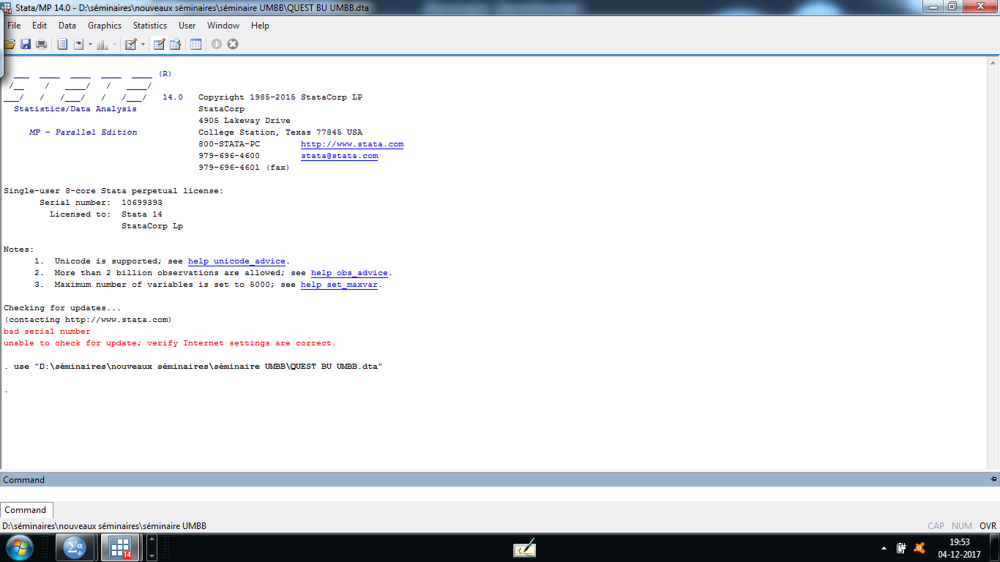 Stata/MP 14.0 - D:\séminaires\nouveaux séminaires\séminaire UMBB\QUEST BU UMBB.dta
File Edit Data Graphics Statistics User Window Help
(R)
14.0 Copyright 1985-2015 StataCorp LP
Statistics/Data Analysis StataCorp
4905 Lakeway Drive
MP - Parallel Edition College Station, Texas 77845 USA
800-STATA-PC http://www.stata.com
979-696-4600 stata@stata.com
979-696-4601 (fax)
Single-user 8-core Stata perpetual license:
Serial number: 10699393
Licensed to: Stata 14
StataCorp Lp
Notes:
1. Unicode is supported; see help unicode_advice.
2. More than 2 billion observations are allowed; see help obs_advice.
3. Maximum number of variables is set to 5000; see help set_maxvar.
Checking for updates...
(contacting http://www.stata.com)
bad serial number
unable to check for update; verify Internet settings are correct.
. use "D:\séminaires\nouveaux séminaires\séminaire UMBB\QUEST BU UMBB.dta"
.
Command
Command
D:\séminaires\nouveaux séminaires\séminaire UMBB CAP NUM OVR
14
19:53
04-12-2017